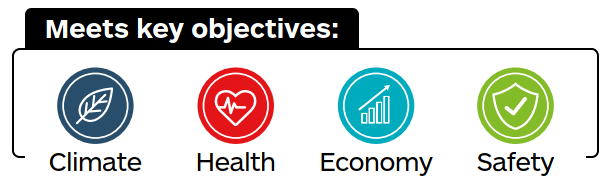 Meets key objectives:
Climate Health Economy Safety